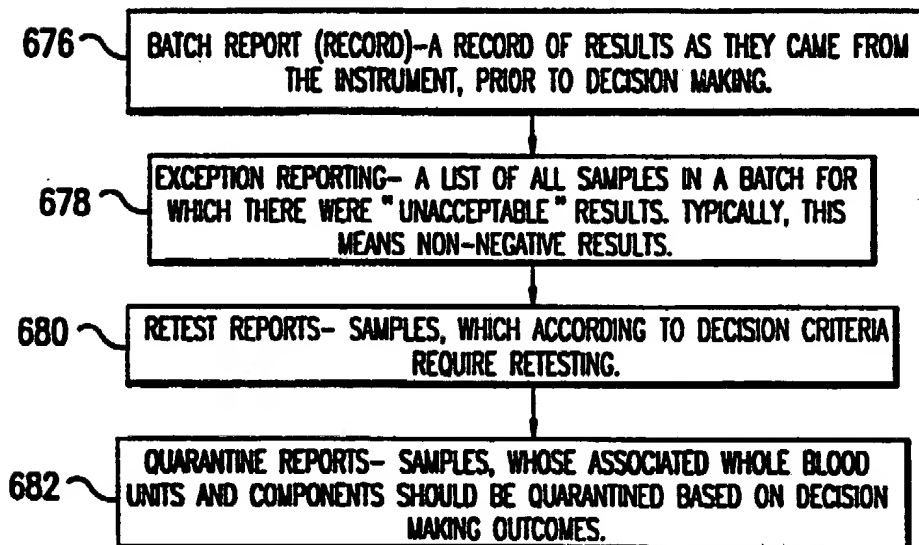 676
BATCH REPORT (RECORD)-A RECORD OF RESULTS AS THEY CAME FROM
THE INSTRUMENT, PRIOR TO DECISION MAKING.
678
EXCEPTION REPORTING- A LIST OF ALL SAMPLES IN A BATCH FOR
WHICH THERE WERE "UNACCEPTABLE" RESULTS. TYPICALLY, THIS
MEANS NON-NEGATIVE RESULTS.
680
RETEST REPORTS- SAMPLES, WHICH ACCORDING TO DECISION CRITERIA
REQUIRE RETESTING.
682
QUARANTINE REPORTS- SAMPLES, WHOSE ASSOCIATED WHOLE BLOOD
UNITS AND COMPONENTS SHOULD BE QUARANTINED BASED ON DECISION
MAKING OUTCOMES.